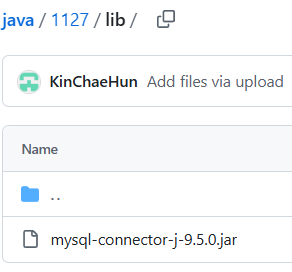 java / 1127 / lib /
KinChaeHun Add files via upload
Name
..
mysql-connector-j-9.5.0.jar